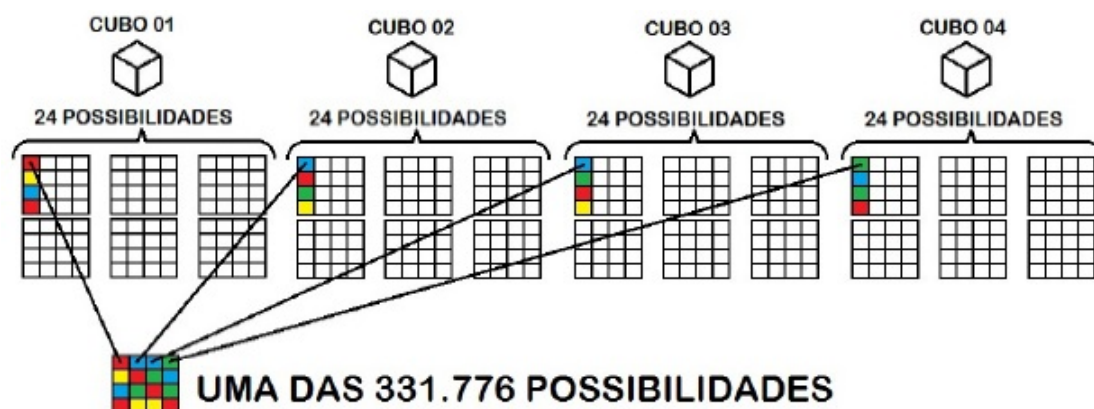 CUBO 01 CUBO 02 CUBO 03 CUBO 04
24 POSSIBILIDADES 24 POSSIBILIDADES 24 POSSIBILIDADES 24 POSSIBILIDADES
UMA DAS 331.776 POSSIBILIDADES